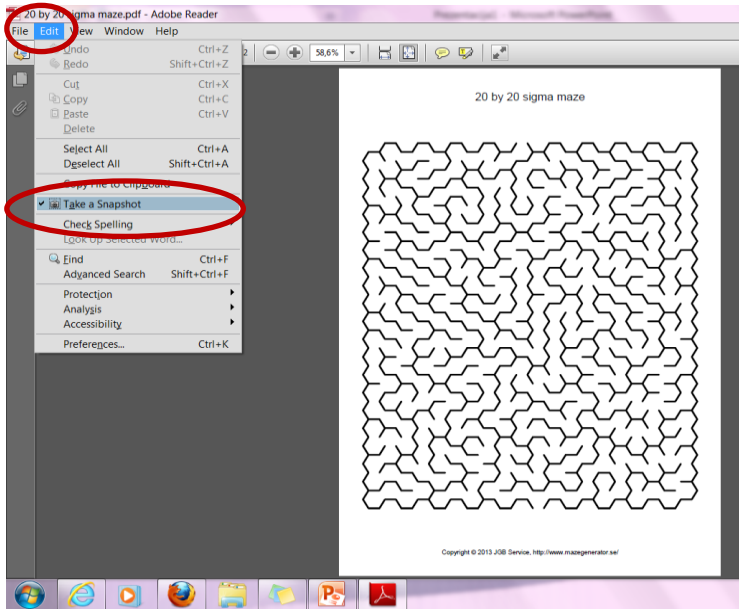 20 by 20 sigma maze.pdf - Adobe Reader
File Edit View Window Help
58,6%
Undo Ctrl+Z
Redo Shift+Ctrl+Z
Cut Ctrl+X
Copy Ctrl+C
Paste Ctrl+V
Delete
Select All Ctrl+A
Deselect All Shift+Ctrl+A
Copy File to Clipboard
Take a Snapshot
Check Spelling
Look Up Selected Word...
Find Ctrl+F
Advanced Search Shift+Ctrl+F
Protection
Analysis
Accessibility
Preferences... Ctrl+K
20 by 20 sigma maze
Copyright © 2013 JGB Service, http://www.mazegenerator.se/